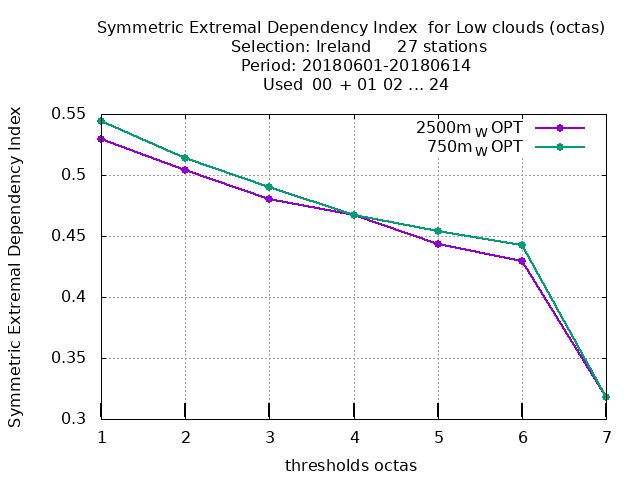 Symmetric Extremal Dependency Index  for Low clouds (octas)
Selection: Ireland     27 stations
Period: 20180601-20180614
Used  00  + 01 02 ... 24
2500m W OPT
750m W OPT
Symmetric Extremal Dependency Index
0.55
0.5
0.45
0.4
0.35
0.3
1 2 3 4 5 6 7
thresholds octas